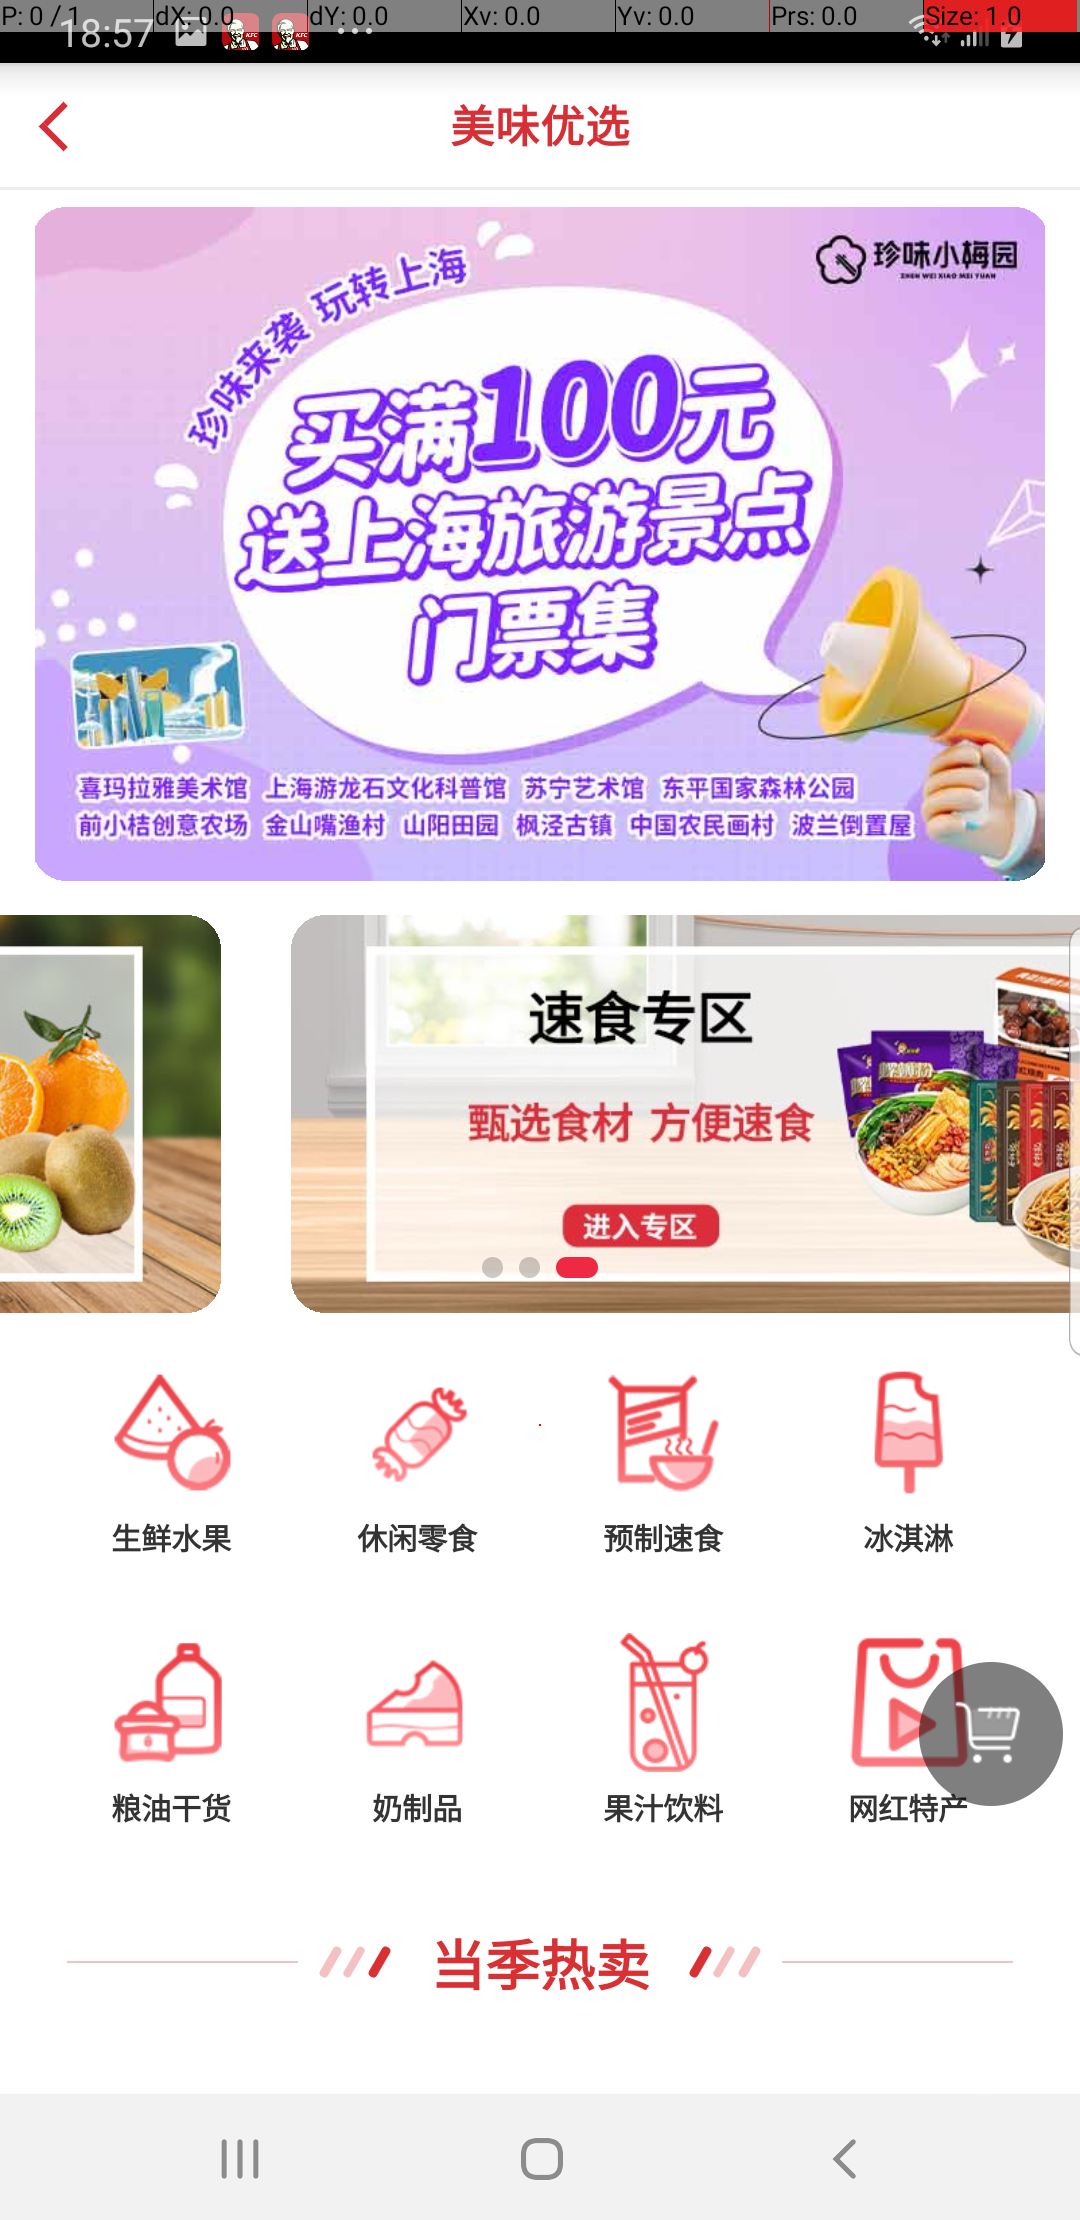 P: 0 / 1 dX: 0.0 dY: 0.0 Xv: 0.0 Yv: 0.0 Prs: 0.0 Size: 1.0
18:57 KFC KFC
美味优选
珍味小梅园
ZHEN WEI XIAO MEI YUAN
珍味来袭 玩转上海
买满100元
送上海旅游景点
门票集
喜玛拉雅美术馆 上海游龙石文化科普馆 苏宁艺术馆 东平国家森林公园
前小桔创意农场 金山嘴渔村 山阳田园 枫泾古镇 中国农民画村 波兰倒置屋
速食专区
甄选食材 方便速食
进入专区
生鲜水果 休闲零食 预制速食 冰淇淋
粮油干货 奶制品 果汁饮料 网红特产
当季热卖